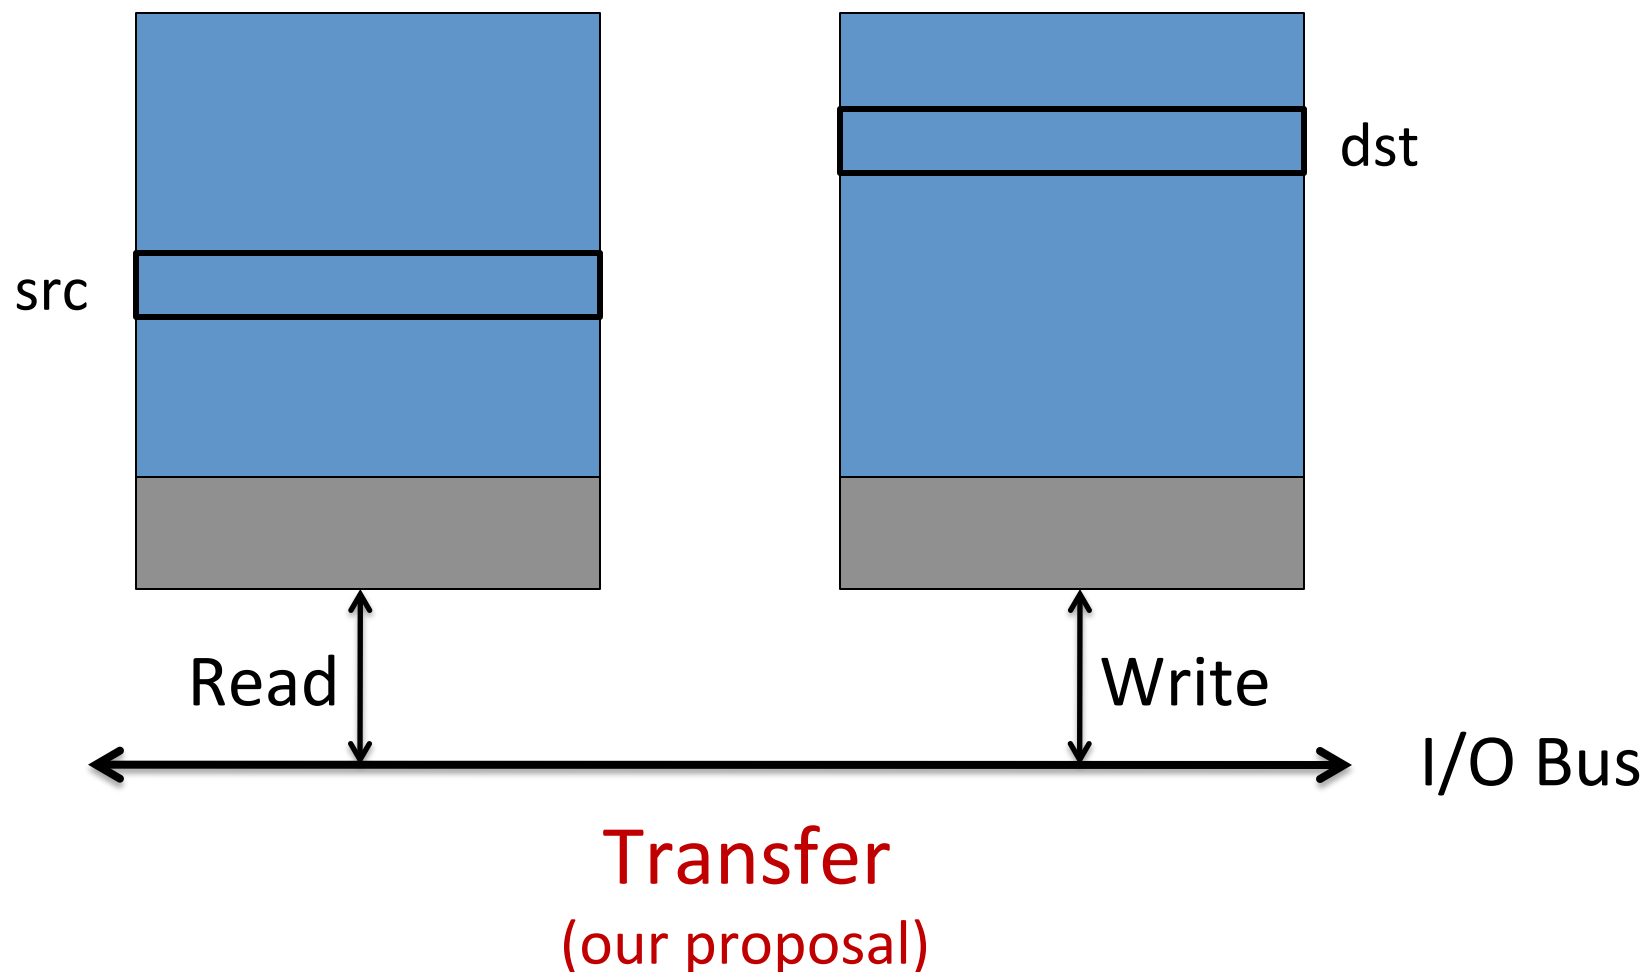 dst
src
Read
Write
I/O Bus
Transfer
(our proposal)